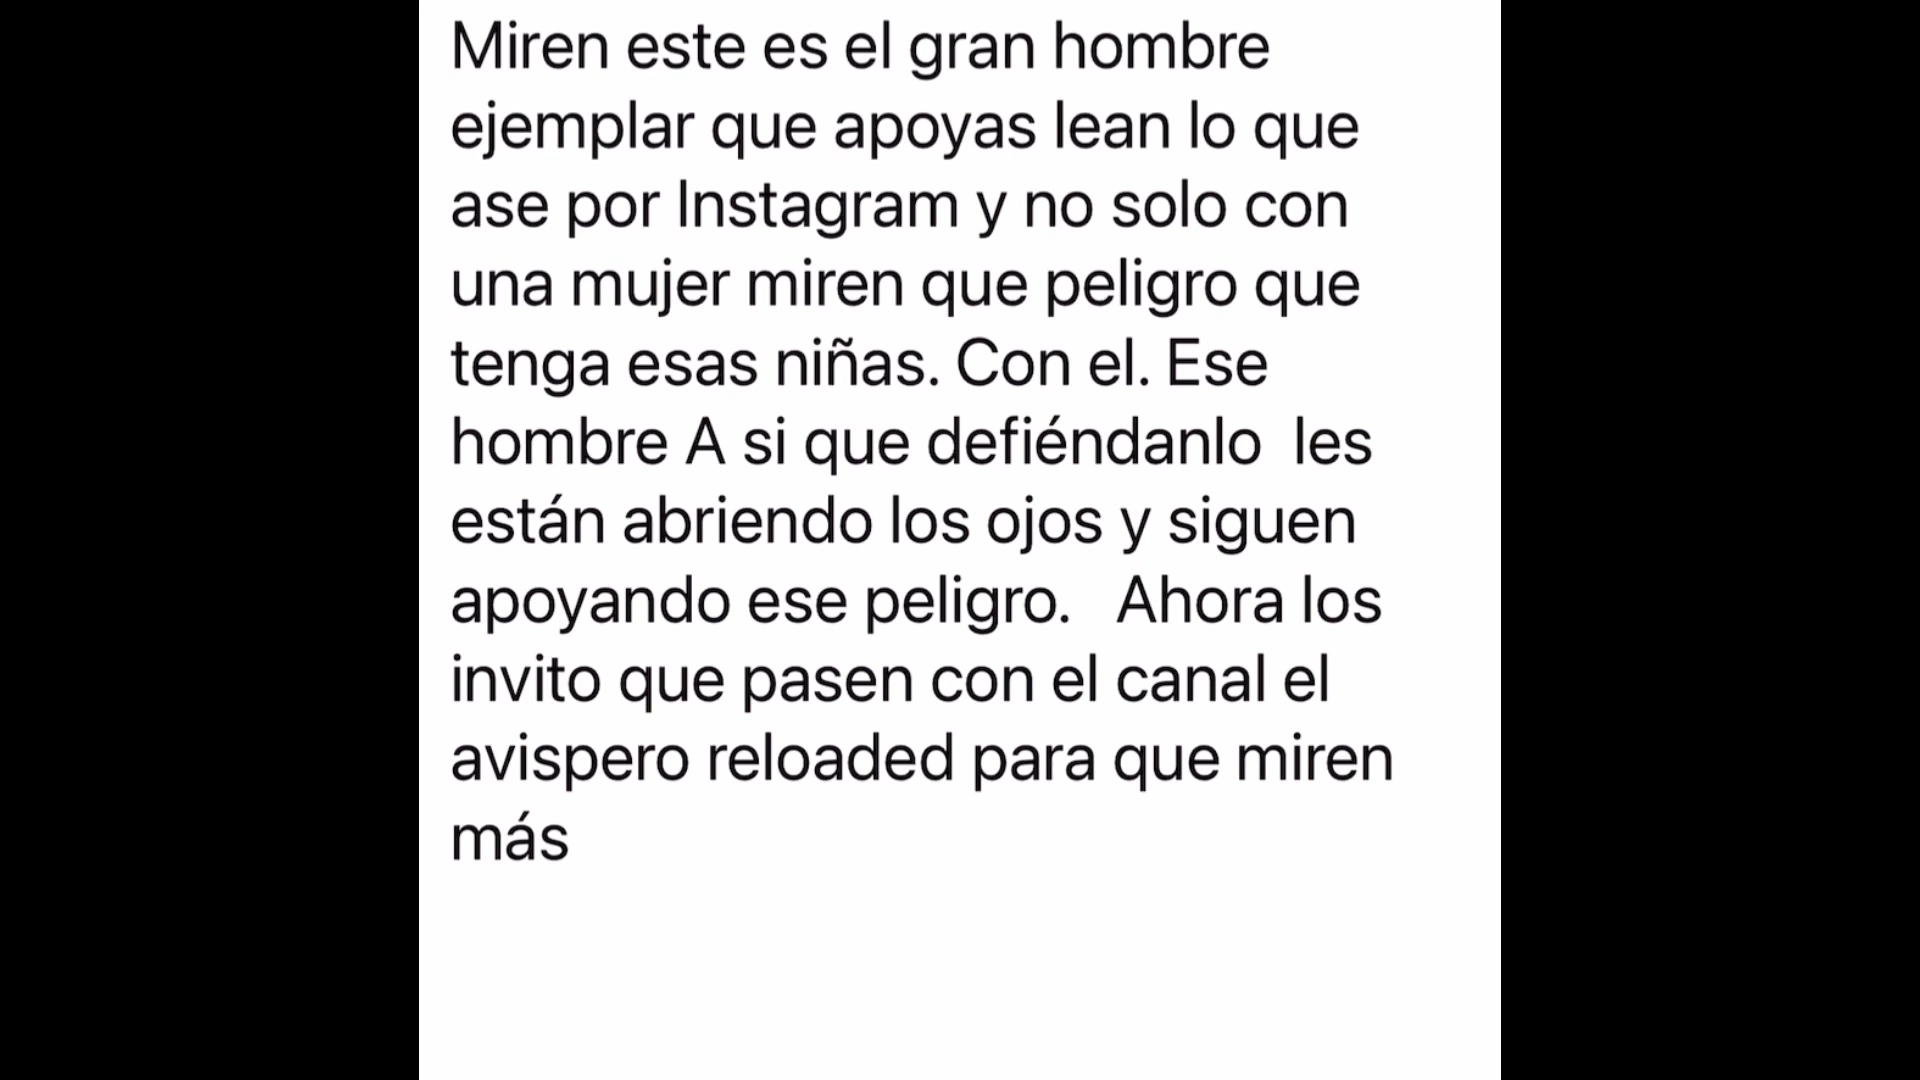 Miren este es el gran hombre
ejemplar que apoyas lean lo que
ase por Instagram y no solo con
una mujer miren que peligro que
tenga esas niñas. Con el. Ese
hombre A si que defiéndanlo  les
están abriendo los ojos y siguen
apoyando ese peligro.   Ahora los
invito que pasen con el canal el
avispero reloaded para que miren
más